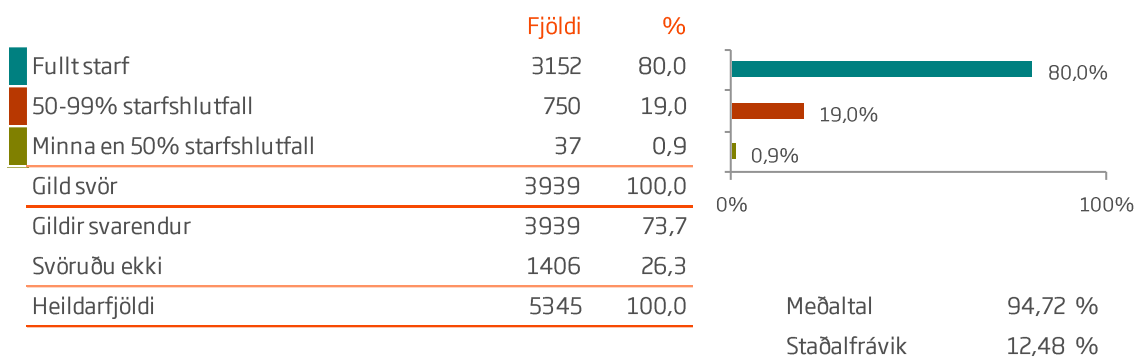 Fjöldi %
Fullt starf 3152 80,0
50-99% starfshlutfall 750 19,0
Minna en 50% starfshlutfall 37 0,9
Gild svör 3939 100,0
Gildir svarendur 3939 73,7
Svöruðu ekki 1406 26,3
Heildarfjöldi 5345 100,0
80,0%
19,0%
0,9%
0% 100%
Meðaltal 94,72 %
Staðalfrávik 12,48 %